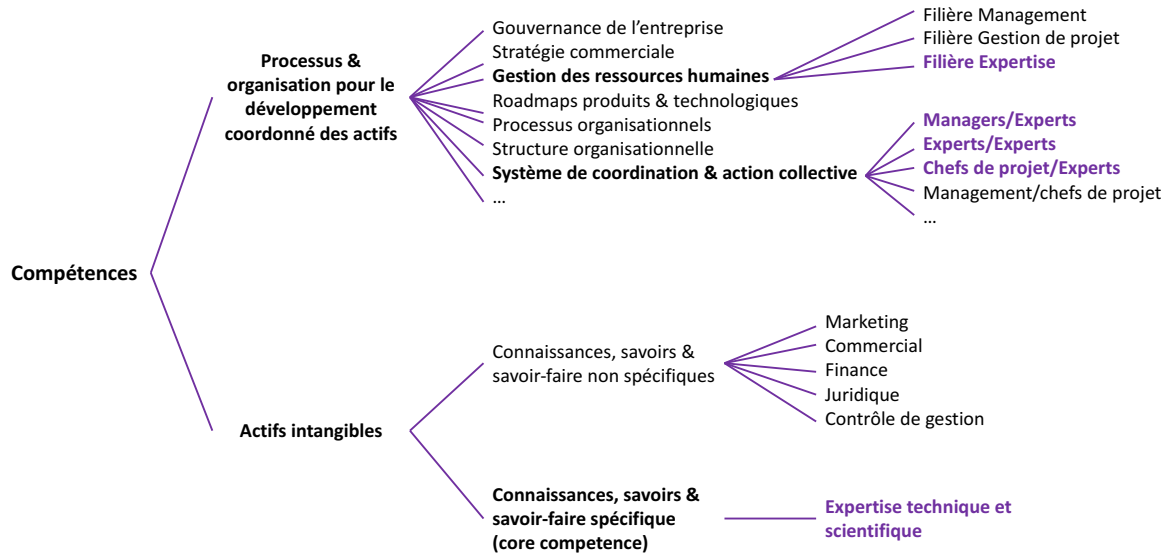 Compétences
Processus &
organisation pour le
développement
coordonné des actifs
Gouvernance de l'entreprise
Stratégie commerciale
Gestion des ressources humaines
Roadmaps produits & technologiques
Processus organisationnels
Structure organisationnelle
Système de coordination & action collective
...
Filière Management
Filière Gestion de projet
Filière Expertise
Managers/Experts
Experts/Experts
Chefs de projet/Experts
Management/chefs de projet
...
Actifs intangibles
Connaissances, savoirs &
savoir-faire non spécifiques
Marketing
Commercial
Finance
Juridique
Contrôle de gestion
Connaissances, savoirs &
savoir-faire spécifique
(core competence)
Expertise technique et
scientifique